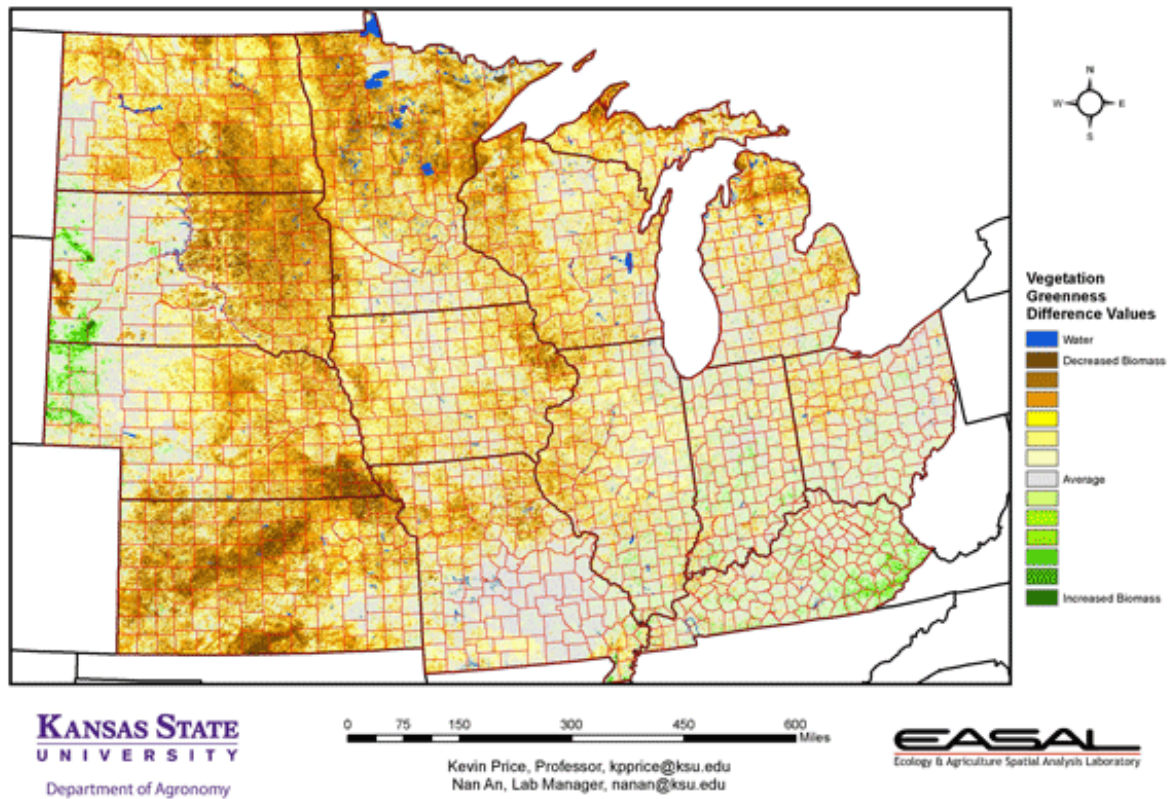 N
W E
S
Vegetation
Greenness
Difference Values
Water
Decreased Biomass
Average
Increased Biomass
KANSAS STATE
UNIVERSITY
Department of Agronomy
0 75 150 300 450 600
Miles
Kevin Price, Professor, kpprice@ksu.edu
Nan An, Lab Manager, nanan@ksu.edu
EASAL
Ecology & Agriculture Spatial Analysis Laboratory